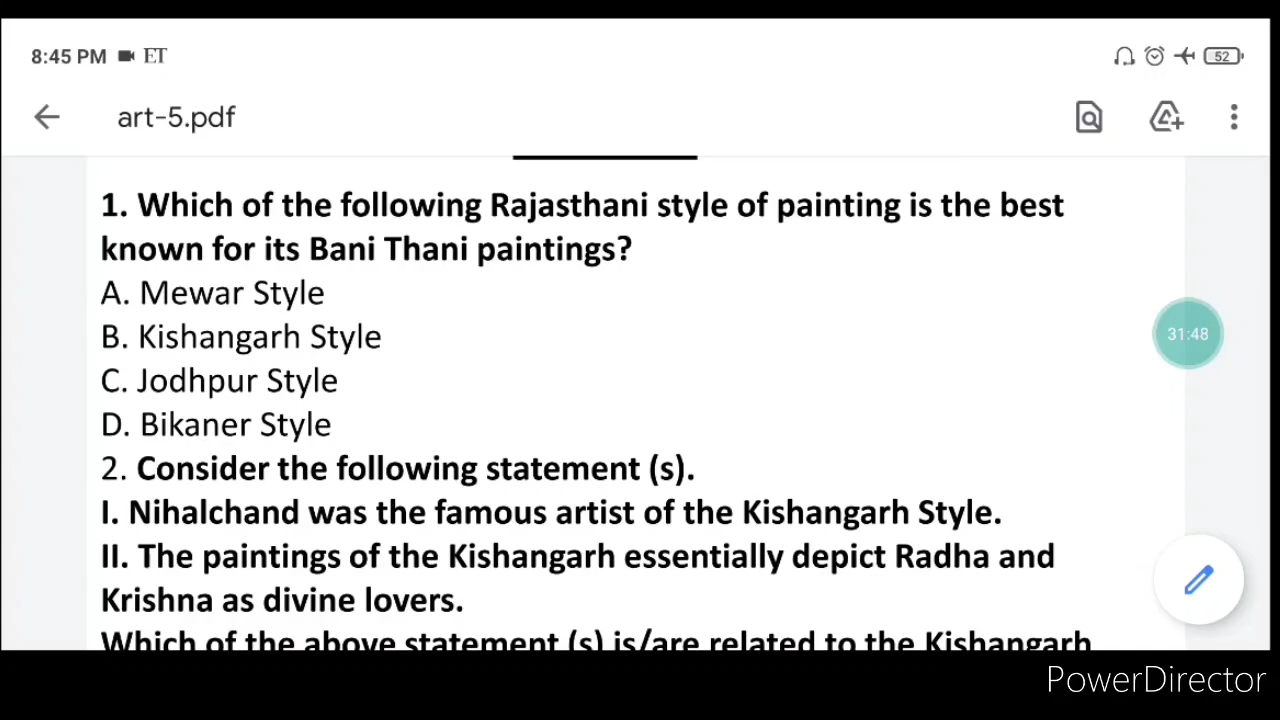 8:45 PM ET
52
art-5.pdf
1. Which of the following Rajasthani style of painting is the best
known for its Bani Thani paintings?
A. Mewar Style
B. Kishangarh Style
31:48
C. Jodhpur Style
D. Bikaner Style
2. Consider the following statement (s).
I. Nihalchand was the famous artist of the Kishangarh Style.
II. The paintings of the Kishangarh essentially depict Radha and
Krishna as divine lovers.
Which of the above statement (s) is/are related to the Kishangarh
PowerDirector